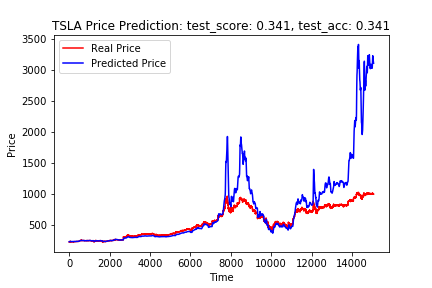 TSLA Price Prediction: test_score: 0.341, test_acc: 0.341
Real Price
Predicted Price
3500
3000
2500
2000
1500
1000
500
Price
0 2000 4000 6000 8000 10000 12000 14000
Time